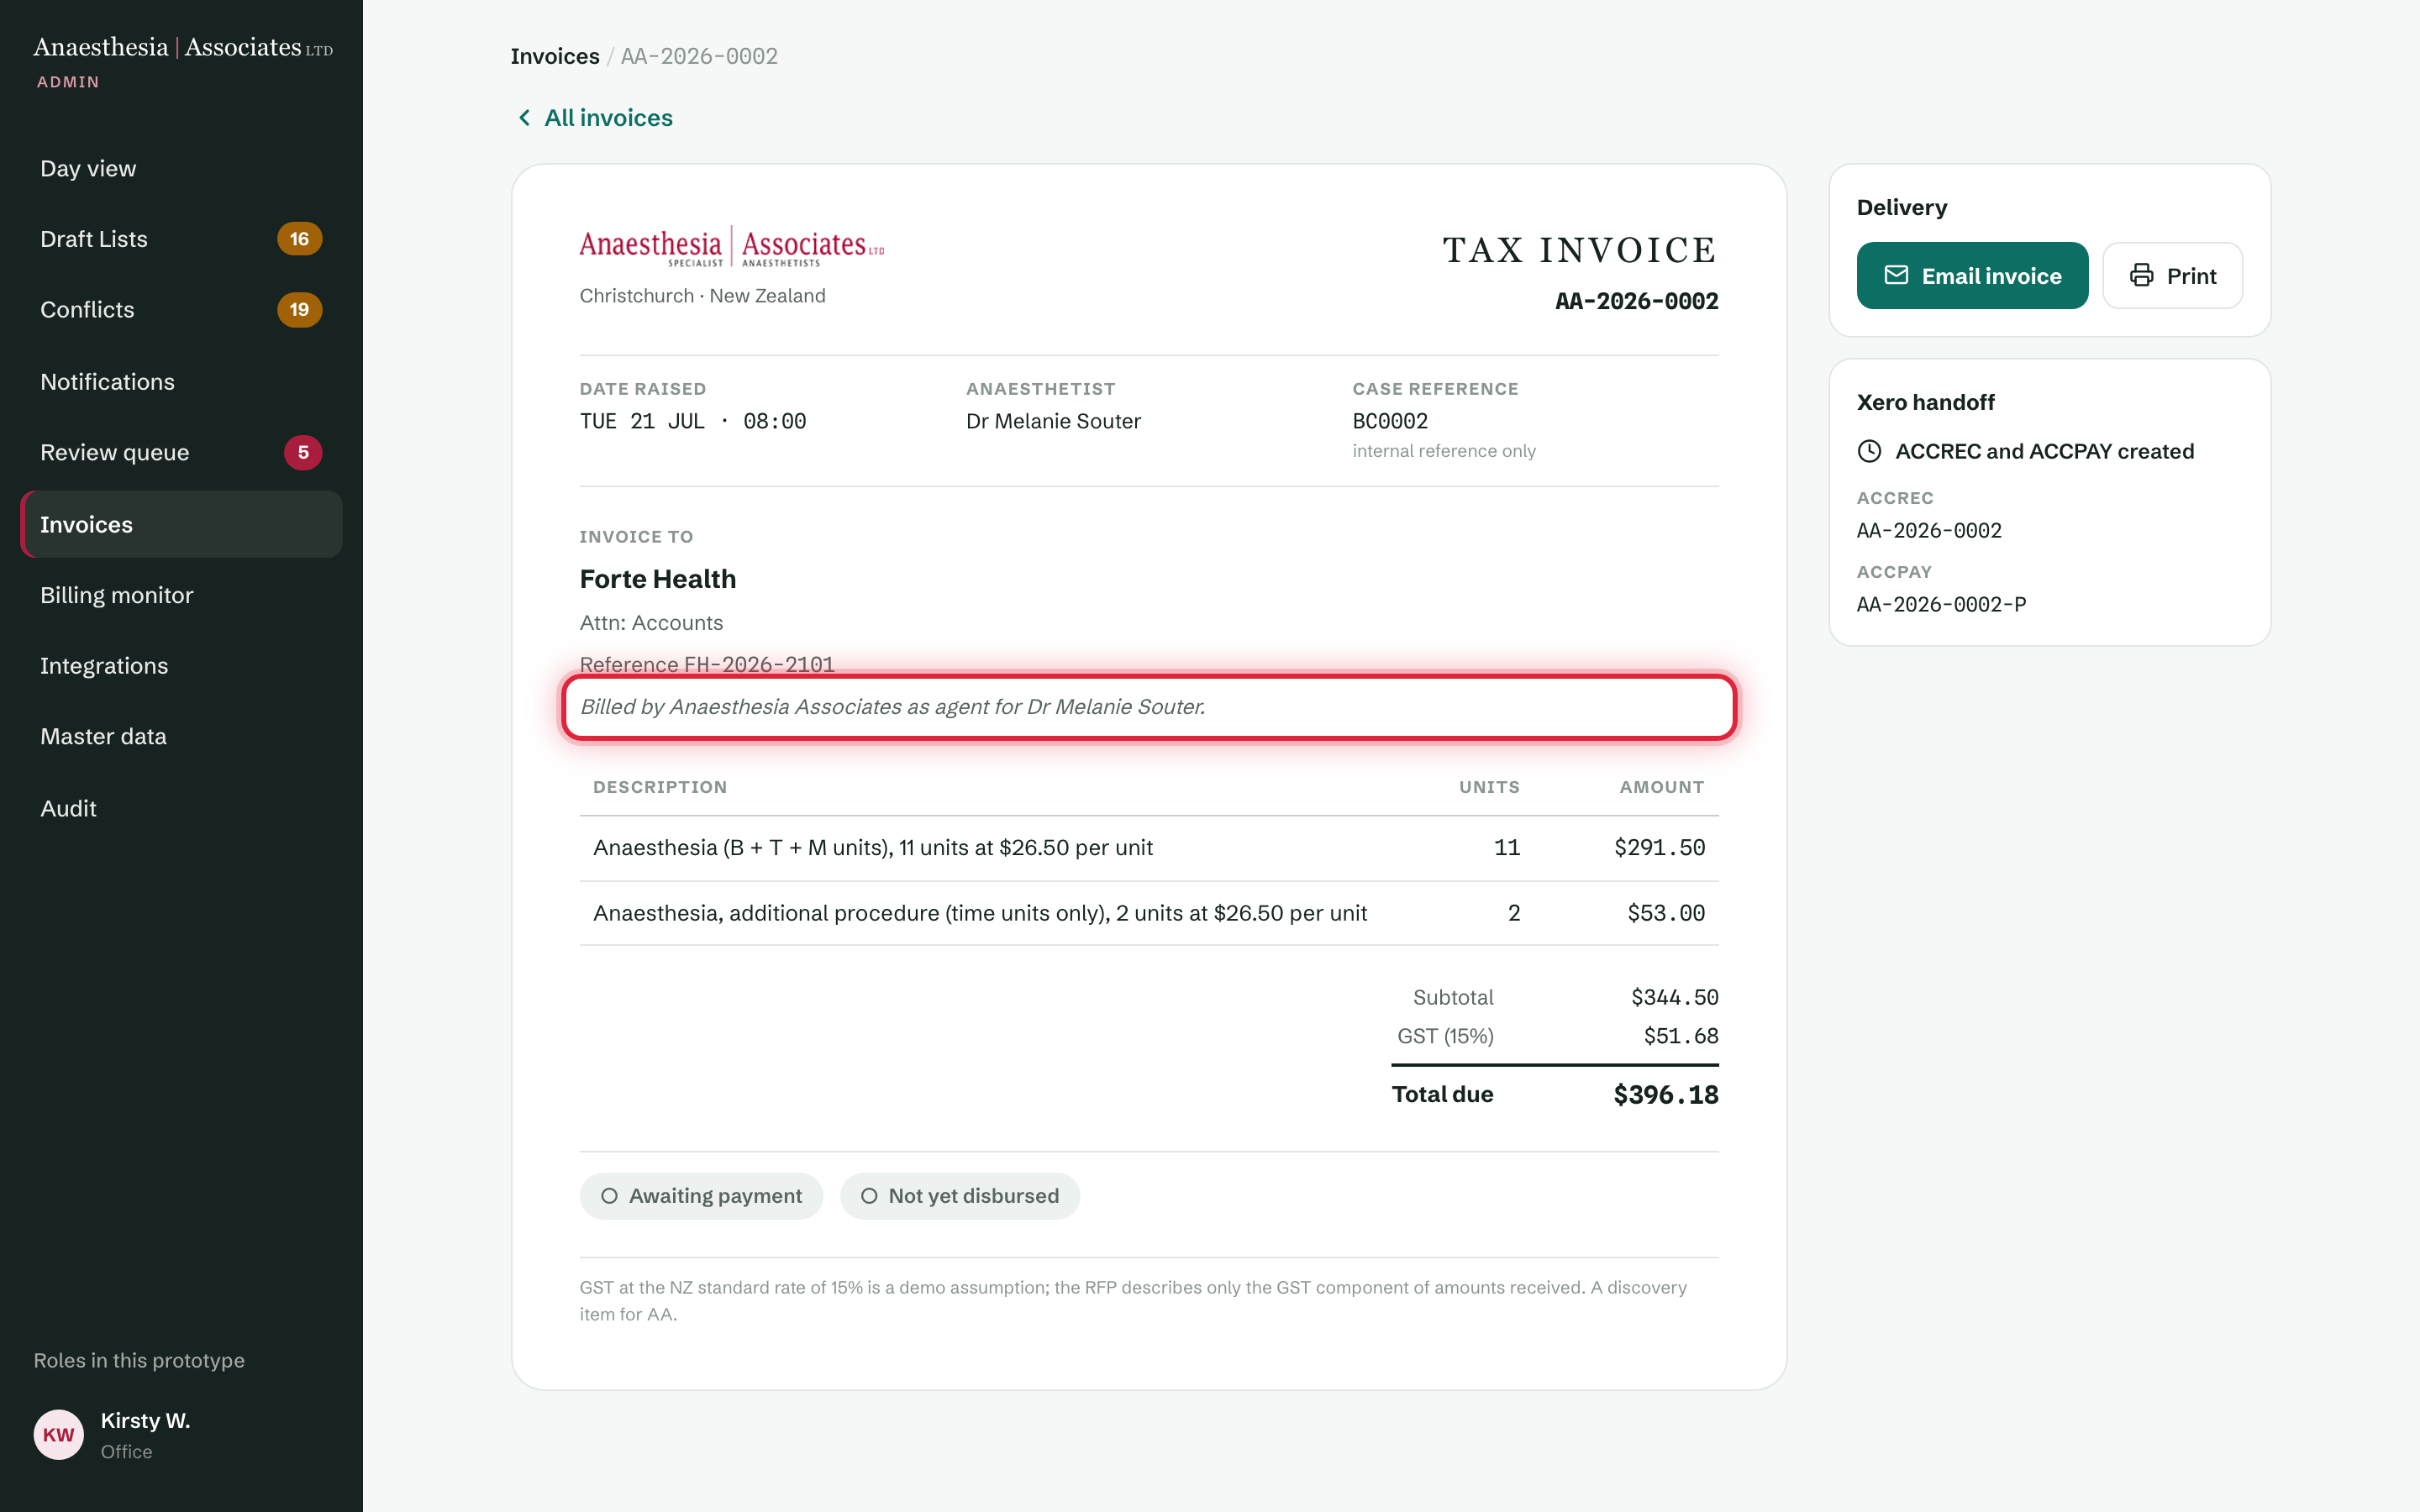 Anaesthesia | Associates LTD
ADMIN
Day view
Draft Lists 16
Conflicts 19
Notifications
Review queue 5
Invoices
Billing monitor
Integrations
Master data
Audit
Roles in this prototype
KW
Kirsty W.
Office
Invoices / AA-2026-0002
All invoices
Anaesthesia | Associates LTD
SPECIALIST ANAESTHETISTS
Christchurch · New Zealand
TAX INVOICE
AA-2026-0002
DATE RAISED
TUE 21 JUL · 08:00
ANAESTHETIST
Dr Melanie Souter
CASE REFERENCE
BC0002
internal reference only
INVOICE TO
Forte Health
Attn: Accounts
Reference FH-2026-2101
Billed by Anaesthesia Associates as agent for Dr Melanie Souter.
DESCRIPTION UNITS AMOUNT
Anaesthesia (B + T + M units), 11 units at $26.50 per unit 11 $291.50
Anaesthesia, additional procedure (time units only), 2 units at $26.50 per unit 2 $53.00
Subtotal $344.50
GST (15%) $51.68
Total due $396.18
Awaiting payment
Not yet disbursed
GST at the NZ standard rate of 15% is a demo assumption; the RFP describes only the GST component of amounts received. A discovery
item for AA.
Delivery
Email invoice
Print
Xero handoff
ACCREC and ACCPAY created
ACCREC
AA-2026-0002
ACCPAY
AA-2026-0002-P